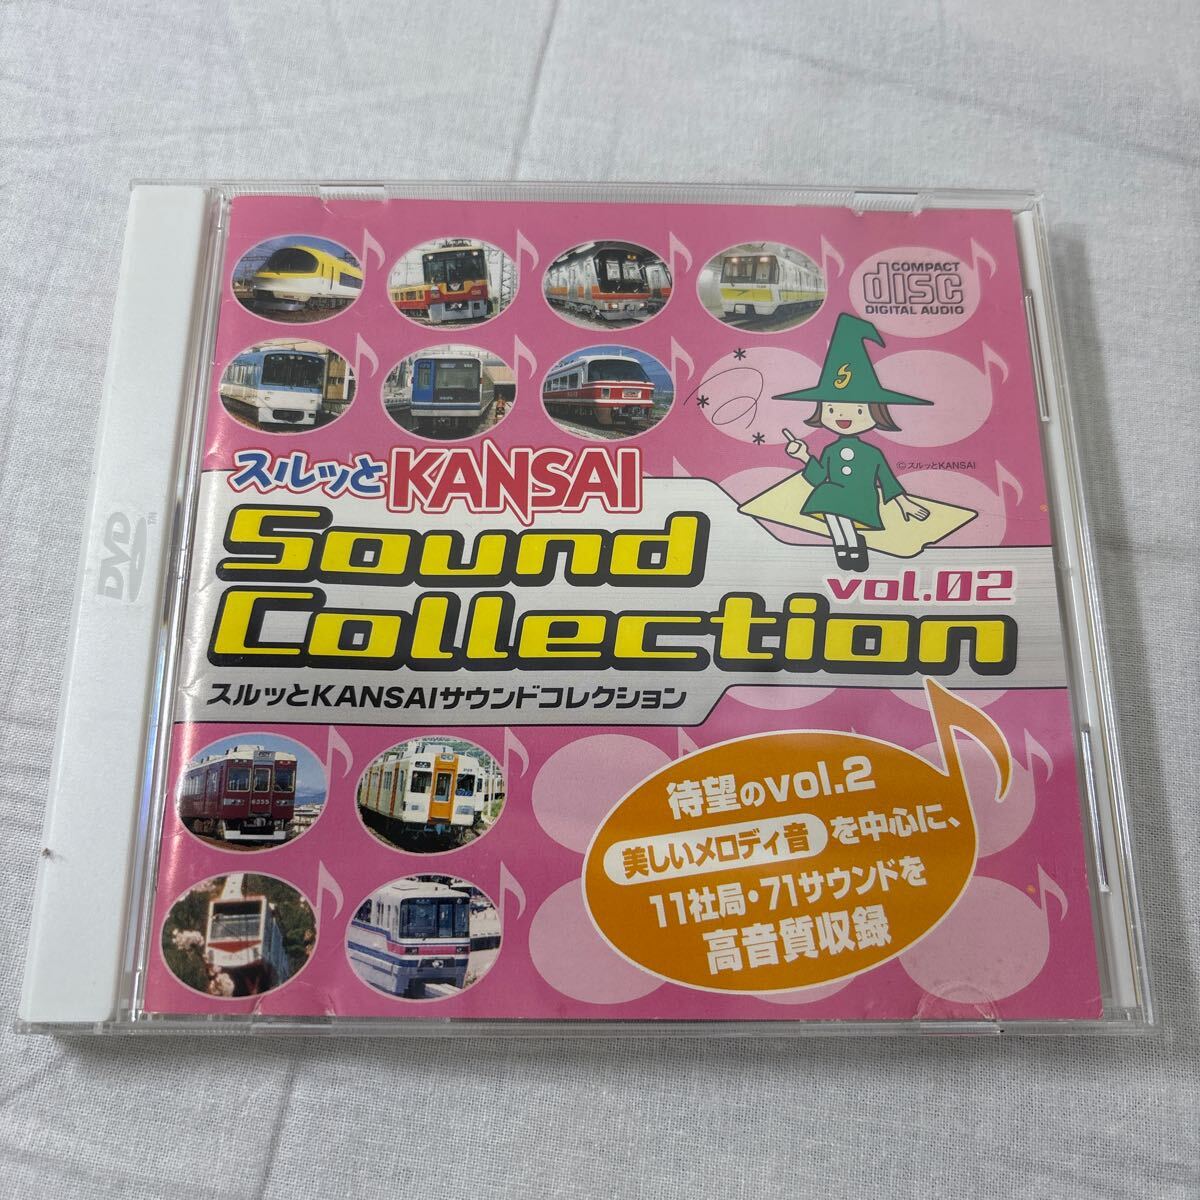 COMPACT
disc
DIGITAL AUDIO
S
©スルッとKANSAI
スルッとKANSAI
Sound
Collection
vol.02
スルッとKANSAIサウンドコレクション
待望のvol.2
美しいメロディ音を中心に、
11社局・71サウンドを
高音質収録
DVD
TM
6355